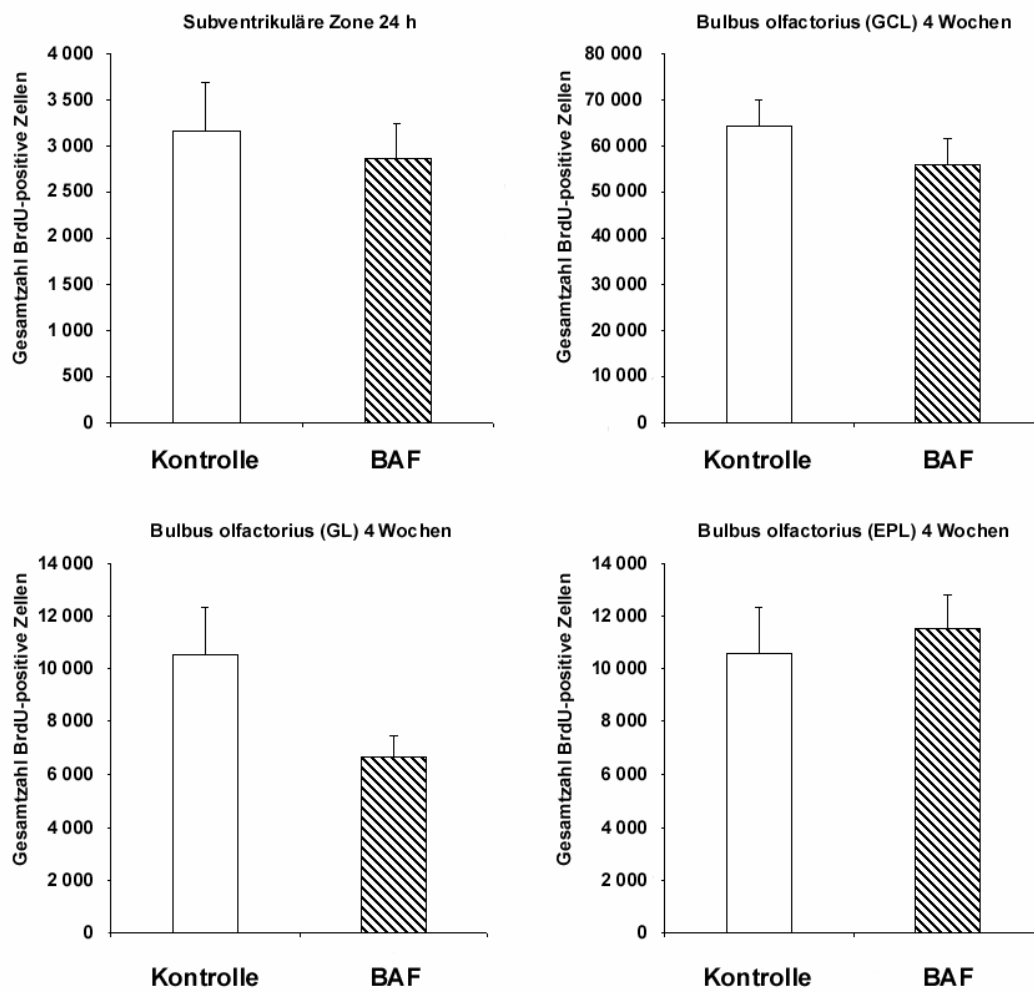 Subventrikuläre Zone 24 h
Gesamtzahl BrdU-positive Zellen
4 000
3 500
3 000
2 500
2 000
1 500
1 000
500
0
Kontrolle
BAF
Bulbus olfactorius (GCL) 4 Wochen
Gesamtzahl BrdU-positive Zellen
80 000
70 000
60 000
50 000
40 000
30 000
20 000
10 000
0
Kontrolle
BAF
Bulbus olfactorius (GL) 4 Wochen
Gesamtzahl BrdU-positive Zellen
14 000
12 000
10 000
8 000
6 000
4 000
2 000
0
Kontrolle
BAF
Bulbus olfactorius (EPL) 4 Wochen
Gesamtzahl BrdU-positive Zellen
14 000
12 000
10 000
8 000
6 000
4 000
2 000
0
Kontrolle
BAF